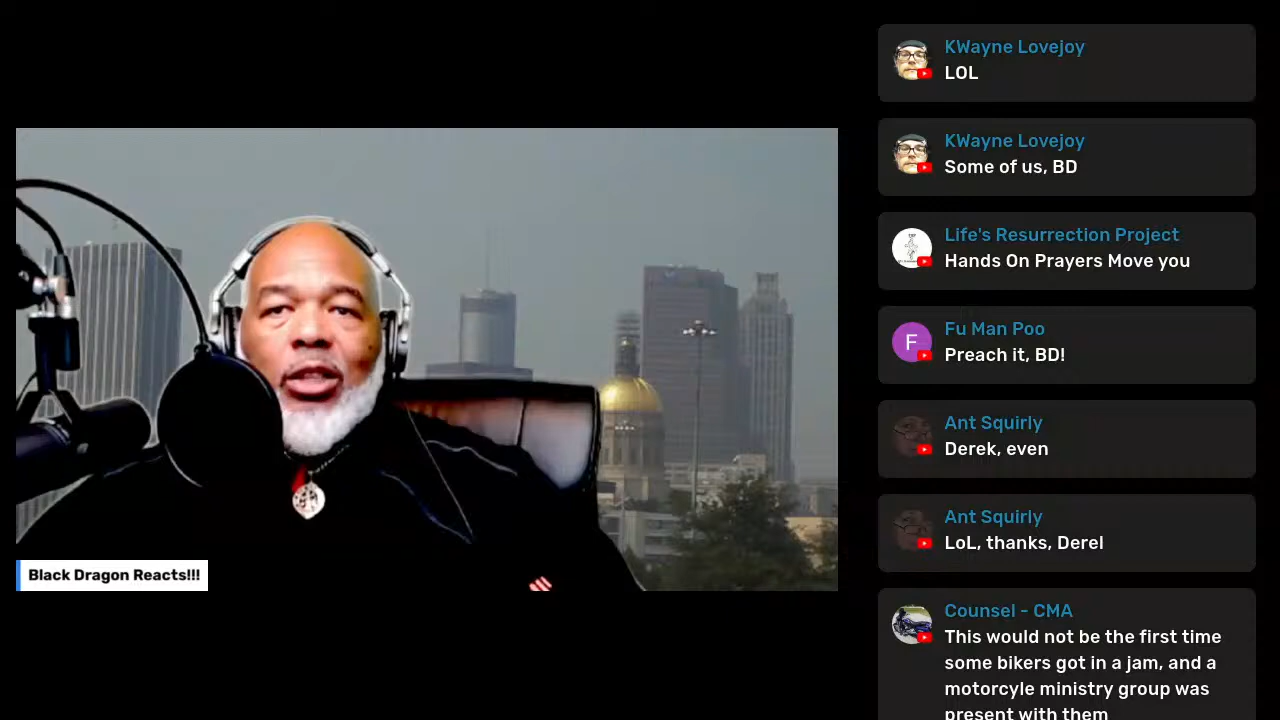 KWayne Lovejoy
LOL
KWayne Lovejoy
Some of us, BD
Life's Resurrection Project
Hands On Prayers Move you
F
Fu Man Poo
Preach it, BD!
Ant Squirly
Derek, even
Ant Squirly
LoL, thanks, Derel
Counsel - CMA
This would not be the first time
some bikers got in a jam, and a
motorcyle ministry group was
present with them
Black Dragon Reacts!!!